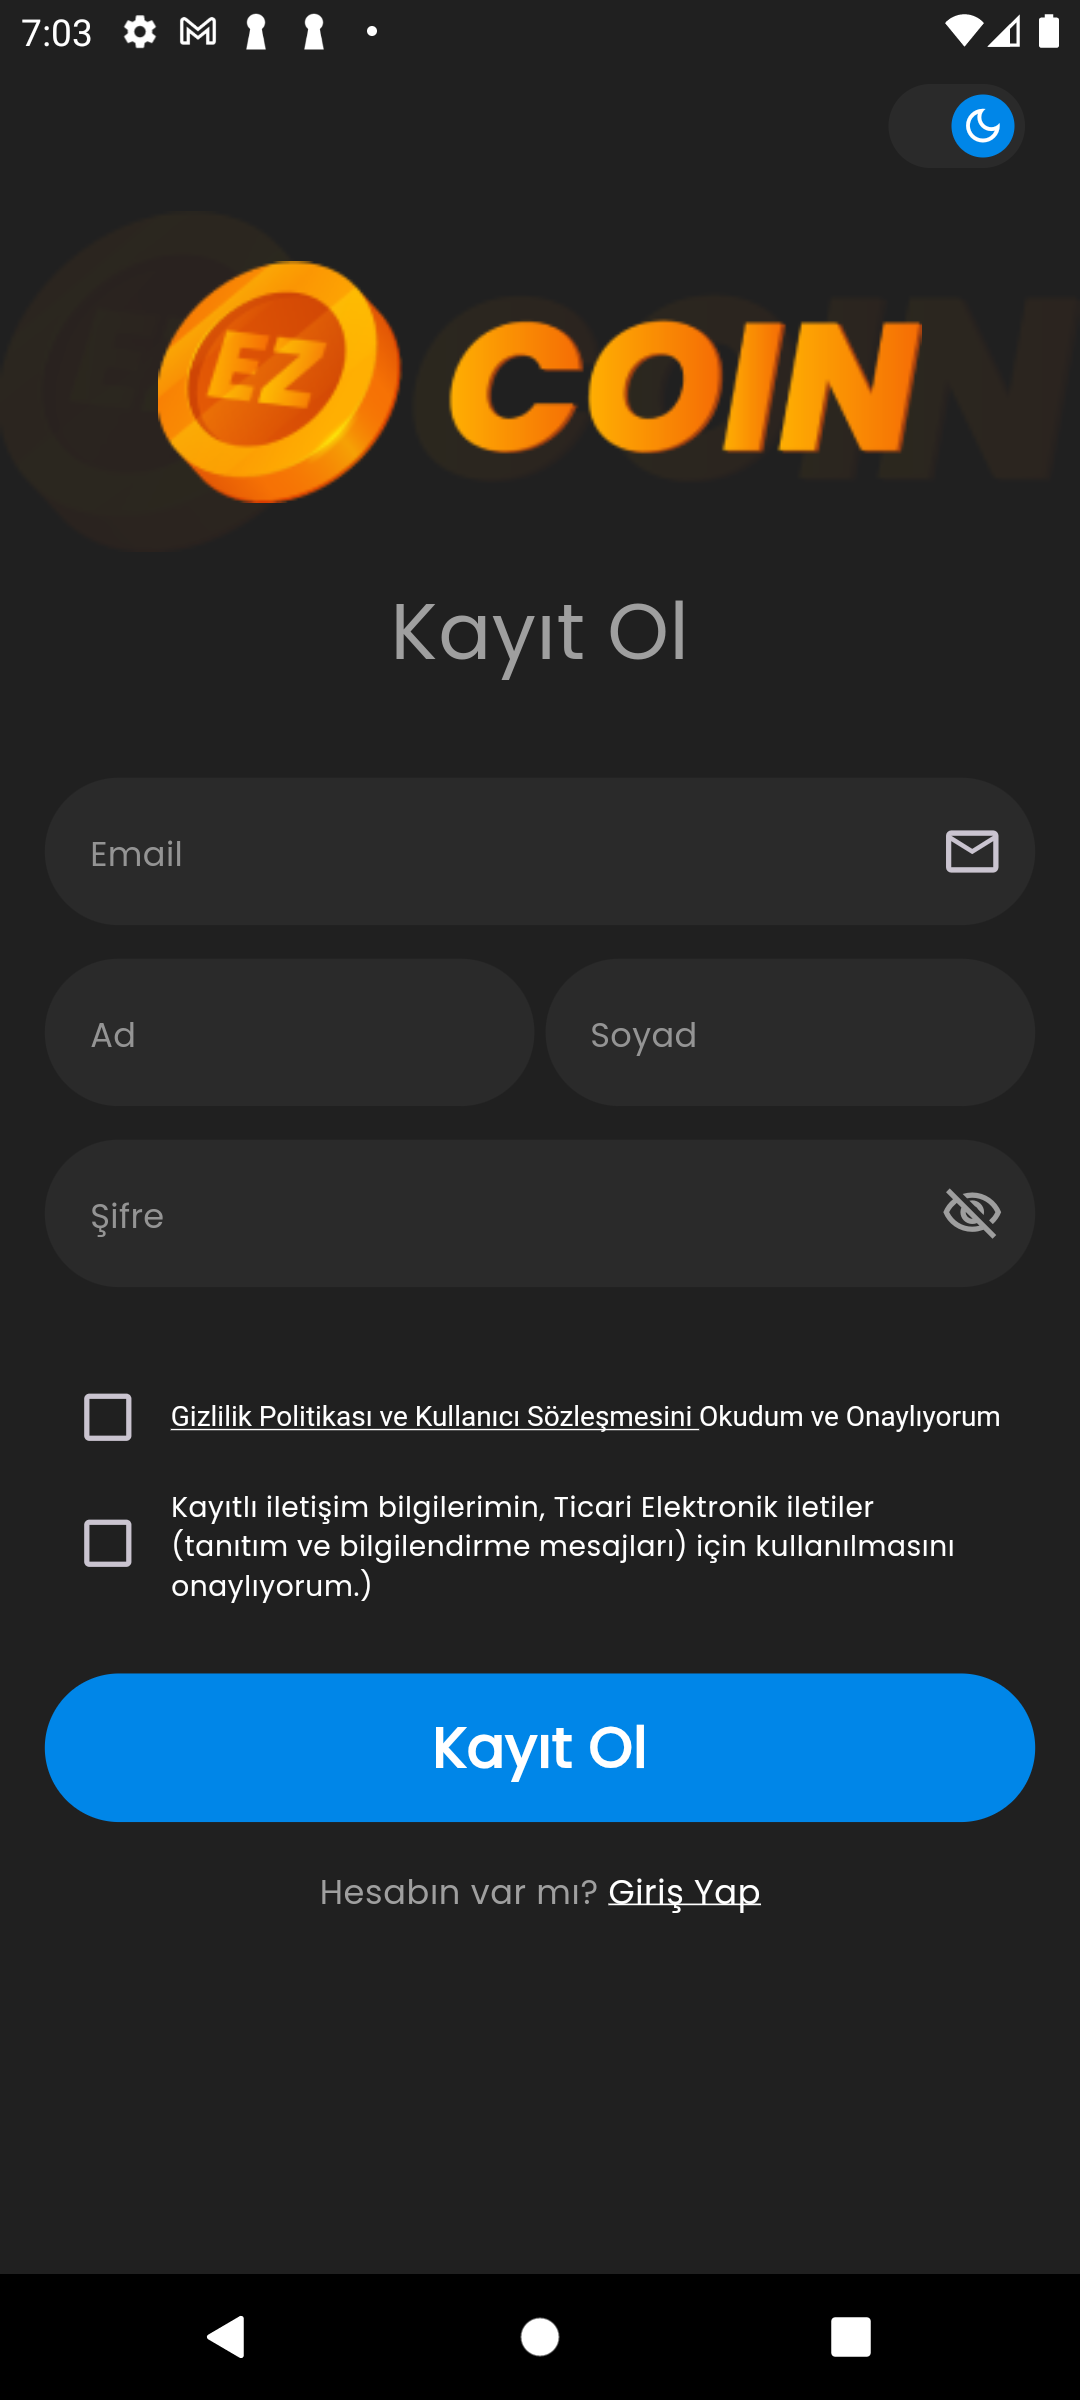 7:03
EZ COIN
Kayıt Ol
Email
Ad Soyad
Şifre
Gizlilik Politikası ve Kullanıcı Sözleşmesini Okudum ve Onaylıyorum
Kayıtlı iletişim bilgilerimin, Ticari Elektronik iletiler
(tanıtım ve bilgilendirme mesajları) için kullanılmasını
onaylıyorum.)
Kayıt Ol
Hesabın var mı? Giriş Yap